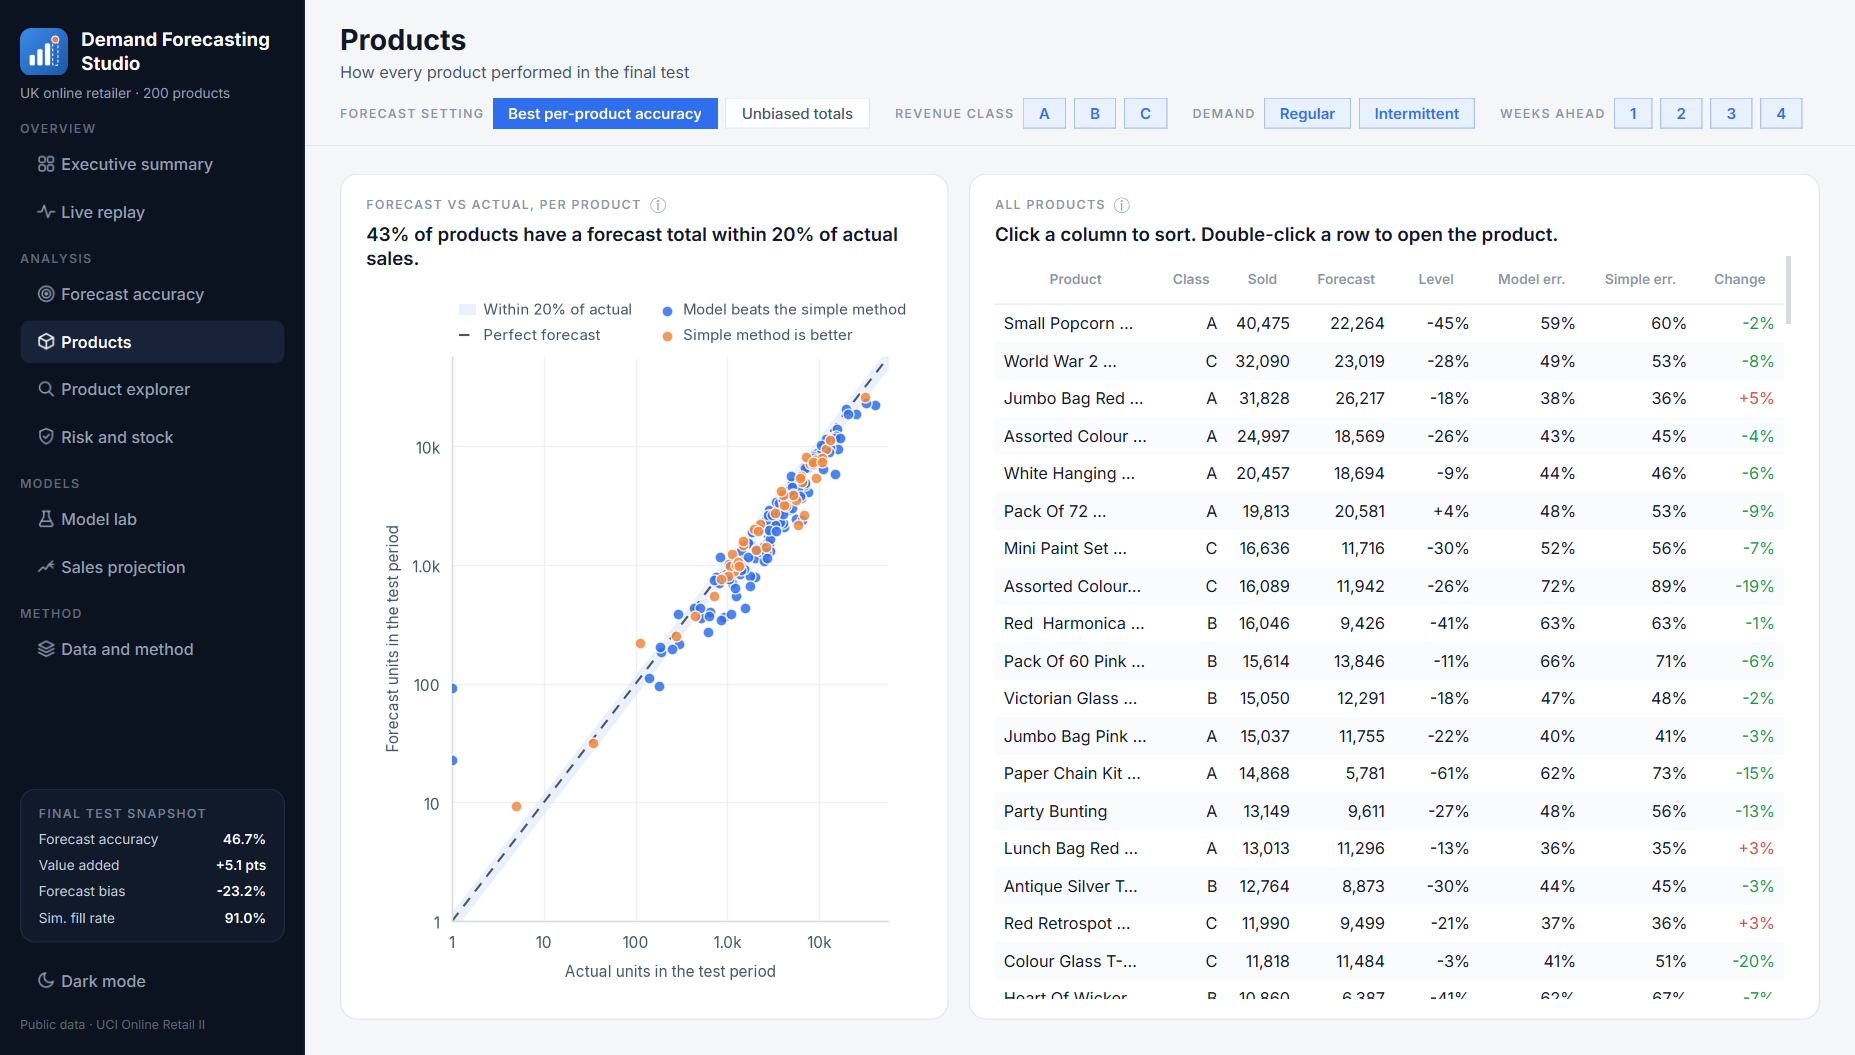 Demand Forecasting
Studio
UK online retailer · 200 products
OVERVIEW
Executive summary
Live replay
ANALYSIS
Forecast accuracy
Products
Product explorer
Risk and stock
MODELS
Model lab
Sales projection
METHOD
Data and method
FINAL TEST SNAPSHOT
Forecast accuracy 46.7%
Value added +5.1 pts
Forecast bias -23.2%
Sim. fill rate 91.0%
Dark mode
Public data · UCI Online Retail II
Products
How every product performed in the final test
FORECAST SETTING Best per-product accuracy Unbiased totals REVENUE CLASS A B C DEMAND Regular Intermittent WEEKS AHEAD 1 2 3 4
FORECAST VS ACTUAL, PER PRODUCT
43% of products have a forecast total within 20% of actual
sales.
Within 20% of actual Model beats the simple method
Perfect forecast Simple method is better
Forecast units in the test period
10k
1.0k
100
10
1
1 10 100 1.0k 10k
Actual units in the test period
ALL PRODUCTS
Click a column to sort. Double-click a row to open the product.
Product Class Sold Forecast Level Model err. Simple err. Change
Small Popcorn ... A 40,475 22,264 -45% 59% 60% -2%
World War 2 ... C 32,090 23,019 -28% 49% 53% -8%
Jumbo Bag Red ... A 31,828 26,217 -18% 38% 36% +5%
Assorted Colour ... A 24,997 18,569 -26% 43% 45% -4%
White Hanging ... A 20,457 18,694 -9% 44% 46% -6%
Pack Of 72 ... A 19,813 20,581 +4% 48% 53% -9%
Mini Paint Set ... C 16,636 11,716 -30% 52% 56% -7%
Assorted Colour... C 16,089 11,942 -26% 72% 89% -19%
Red  Harmonica ... B 16,046 9,426 -41% 63% 63% -1%
Pack Of 60 Pink ... B 15,614 13,846 -11% 66% 71% -6%
Victorian Glass ... B 15,050 12,291 -18% 47% 48% -2%
Jumbo Bag Pink ... A 15,037 11,755 -22% 40% 41% -3%
Paper Chain Kit ... A 14,868 5,781 -61% 62% 73% -15%
Party Bunting A 13,149 9,611 -27% 48% 56% -13%
Lunch Bag Red ... A 13,013 11,296 -13% 36% 35% +3%
Antique Silver T... B 12,764 8,873 -30% 44% 45% -3%
Red Retrospot ... C 11,990 9,499 -21% 37% 36% +3%
Colour Glass T-... C 11,818 11,484 -3% 41% 51% -20%
Heart Of Wicker B 10,860 6,387 -41% 62% 67% -7%